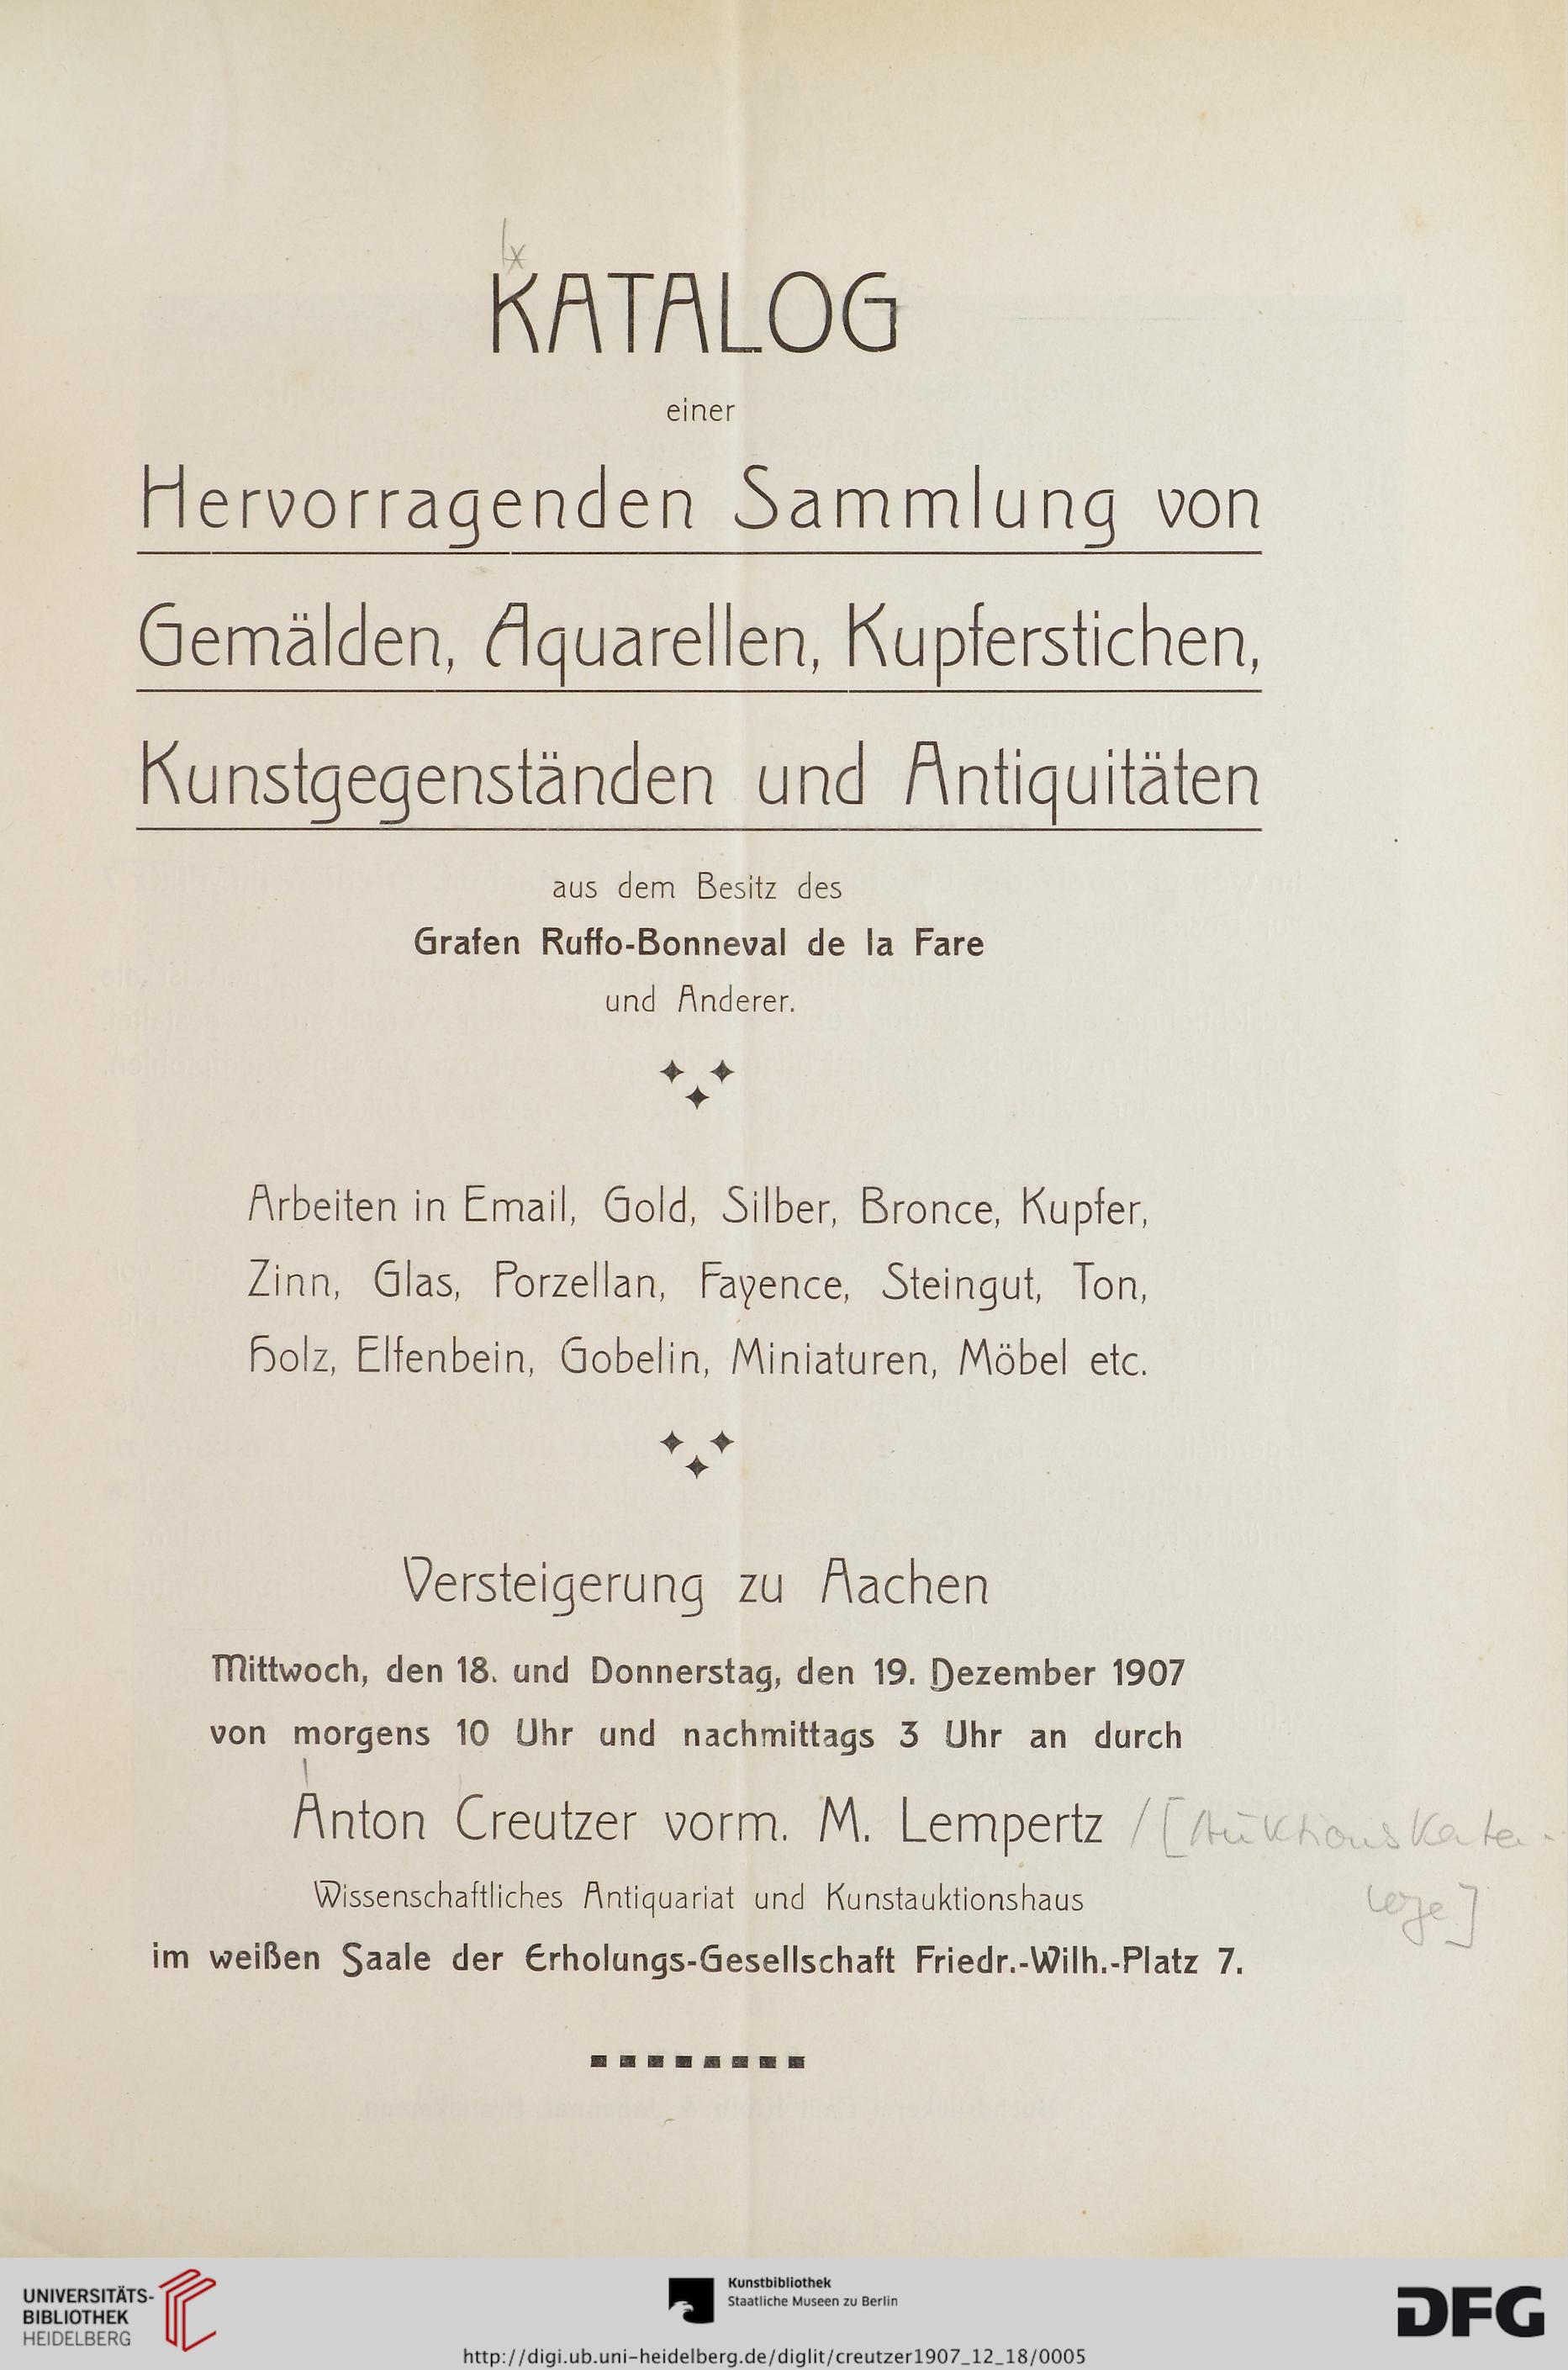 KATALOG
einer
Hervorragenden Sammlung von
Gemälden, Aquarellen, Kupferstichen,
Kunstgegenständen und Antiquitäten
aus dem Besitz des
Grafen Ruffo-Bonneval de la Fare
und Anderer.
Arbeiten in Email, Gold, Silber, Bronce, Kupfer,
Zinn, Glas, Porzellan, Fayence, Steingut, Ton,
Holz, Elfenbein, Gobelin, Miniaturen, Möbel etc.
Versteigerung zu Aachen
Mittwoch, den 18. und Donnerstag, den 19. Dezember 1907
von morgens 10 Uhr und nachmittags 3 Uhr an durch
Anton Creutzer vorm. M. Lempertz / [Auktionskata-
loge]
Wissenschaftliches Antiquariat und Kunstauktionshaus
im weißen Saale der Erholungs-Gesellschaft Friedr.-Wilh.-Platz 7.
UNIVERSITÄTS-
BIBLIOTHEK
HEIDELBERG
Kunstbibliothek
Staatliche Museen zu Berlin
DFG
http://digi.ub.uni-heidelberg.de/diglit/creutzer1907_12_18/0005